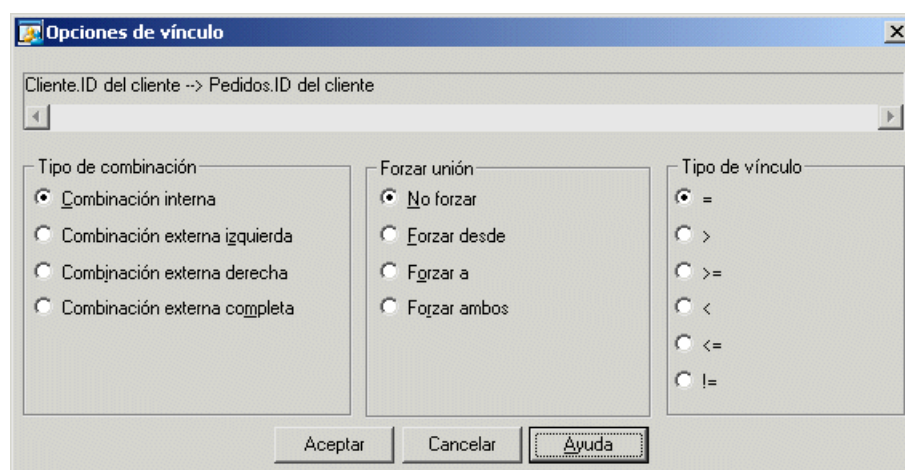 Opciones de vínculo
Cliente.ID del cliente --> Pedidos.ID del cliente
Tipo de combinación
Combinación interna
Combinación externa izquierda
Combinación externa derecha
Combinación externa completa
Forzar unión
No forzar
Forzar desde
Forzar a
Forzar ambos
Tipo de vínculo
=
>
>=
<
<=
!=
Aceptar
Cancelar
Ayuda